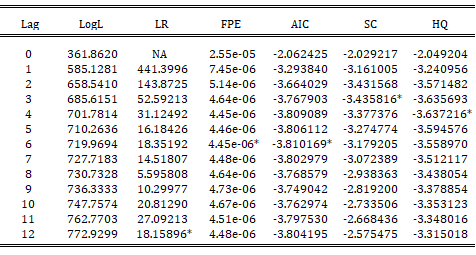 Lag LogL LR FPE AIC SC HQ
0 361.8620 NA 2.55e-05 -2.062425 -2.029217 -2.049204
1 585.1281 441.3996 7.45e-06 -3.293840 -3.161005 -3.240956
2 658.5410 143.8725 5.14e-06 -3.664029 -3.431568 -3.571482
3 685.6151 52.59213 4.64e-06 -3.767903 -3.435816* -3.635693
4 701.7814 31.12492 4.45e-06 -3.809089 -3.377376 -3.637216*
5 710.2636 16.18426 4.46e-06 -3.806112 -3.274774 -3.594576
6 719.9694 18.35192 4.45e-06* -3.810169* -3.179205 -3.558970
7 727.7183 14.51807 4.48e-06 -3.802979 -3.072389 -3.512117
8 730.7328 5.595808 4.64e-06 -3.768579 -2.938363 -3.438054
9 736.3333 10.29977 4.73e-06 -3.749042 -2.819200 -3.378854
10 747.7574 20.81290 4.67e-06 -3.762974 -2.733506 -3.353123
11 762.7703 27.09213 4.51e-06 -3.797530 -2.668436 -3.348016
12 772.9299 18.15896* 4.48e-06 -3.804195 -2.575475 -3.315018